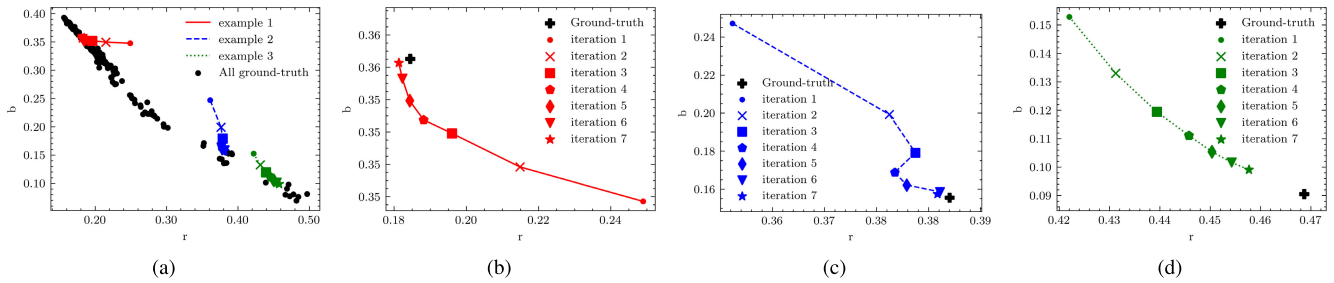 0.40
0.35
0.30
0.25
0.20
0.15
0.10
b
0.20
0.30
0.40
0.50
r
example 1
example 2
example 3
All ground-truth
(a)
0.36
0.36
0.35
0.35
0.35
0.35
b
0.18
0.20
0.22
0.24
r
Ground-truth
iteration 1
iteration 2
iteration 3
iteration 4
iteration 5
iteration 6
iteration 7
(b)
0.24
0.22
0.20
0.18
0.16
b
0.36
0.37
0.38
0.38
0.39
r
Ground-truth
iteration 1
iteration 2
iteration 3
iteration 4
iteration 5
iteration 6
iteration 7
(c)
0.15
0.14
0.13
0.12
0.11
0.10
0.09
b
0.42
0.43
0.44
0.45
0.46
0.47
r
Ground-truth
iteration 1
iteration 2
iteration 3
iteration 4
iteration 5
iteration 6
iteration 7
(d)